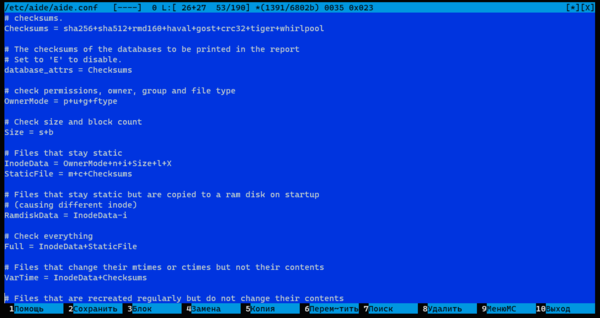 /etc/aide/aide.conf [----] 0 L:[ 26+27 53/190] *(1391/6802b) 0035 0x023 [*][X]
# checksums.
Checksums = sha256+sha512+rmd160+haval+gost+crc32+tiger+whirlpool
# The checksums of the databases to be printed in the report
# Set to 'E' to disable.
database_attrs = Checksums
# check permissions, owner, group and file type
OwnerMode = p+u+g+ftype
# Check size and block count
Size = s+b
# Files that stay static
InodeData = OwnerMode+n+i+Size+l+X
StaticFile = m+c+Checksums
# Files that stay static but are copied to a ram disk on startup
# (causing different inode)
RamdiskData = InodeData-i
# Check everything
Full = InodeData+StaticFile
# Files that change their mtimes or ctimes but not their contents
VarTime = InodeData+Checksums
# Files that are recreated regularly but do not change their contents
1Помощь 2Сохранить 3Блок 4Замена 5Копия 6Перем~тить 7Поиск 8Удалить 9МенюMC 10Выход